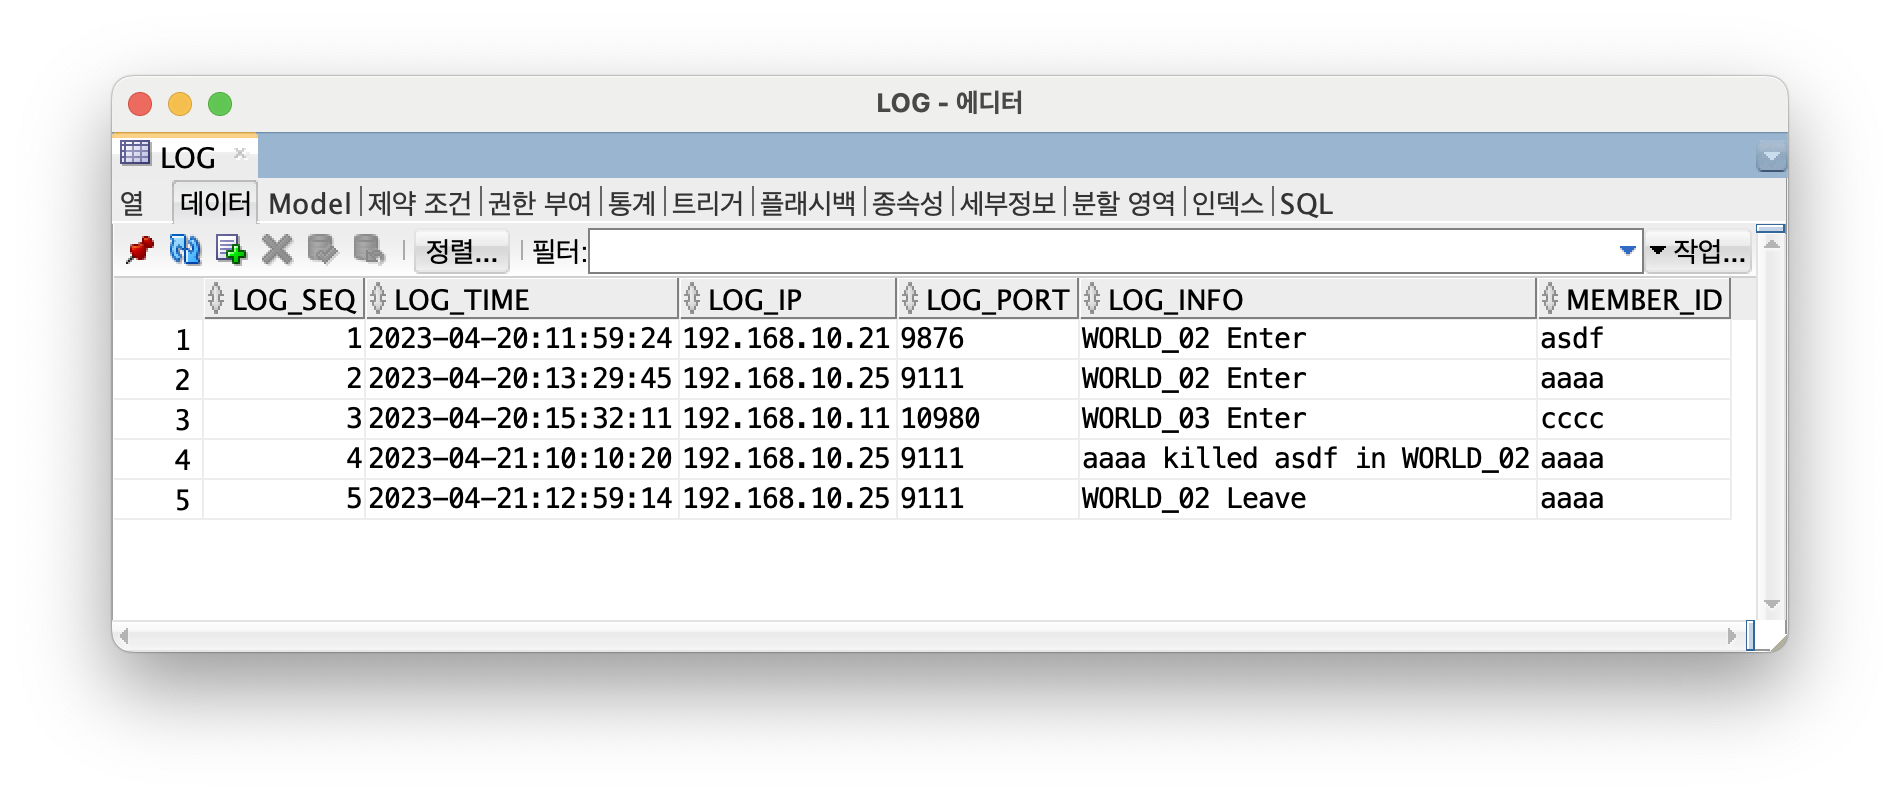 LOG - 에디터
LOG
열 데이터 Model 제약 조건 권한 부여 통계 트리거 플래시백 종속성 세부정보 분할 영역 인덱스 SQL
정렬... 필터: 작업...
LOG_SEQ LOG_TIME LOG_IP LOG_PORT LOG_INFO MEMBER_ID
1 1 2023-04-20:11:59:24 192.168.10.21 9876 WORLD_02 Enter asdf
2 2 2023-04-20:13:29:45 192.168.10.25 9111 WORLD_02 Enter aaaa
3 3 2023-04-20:15:32:11 192.168.10.11 10980 WORLD_03 Enter cccc
4 4 2023-04-21:10:10:20 192.168.10.25 9111 aaaa killed asdf in WORLD_02 aaaa
5 5 2023-04-21:12:59:14 192.168.10.25 9111 WORLD_02 Leave aaaa